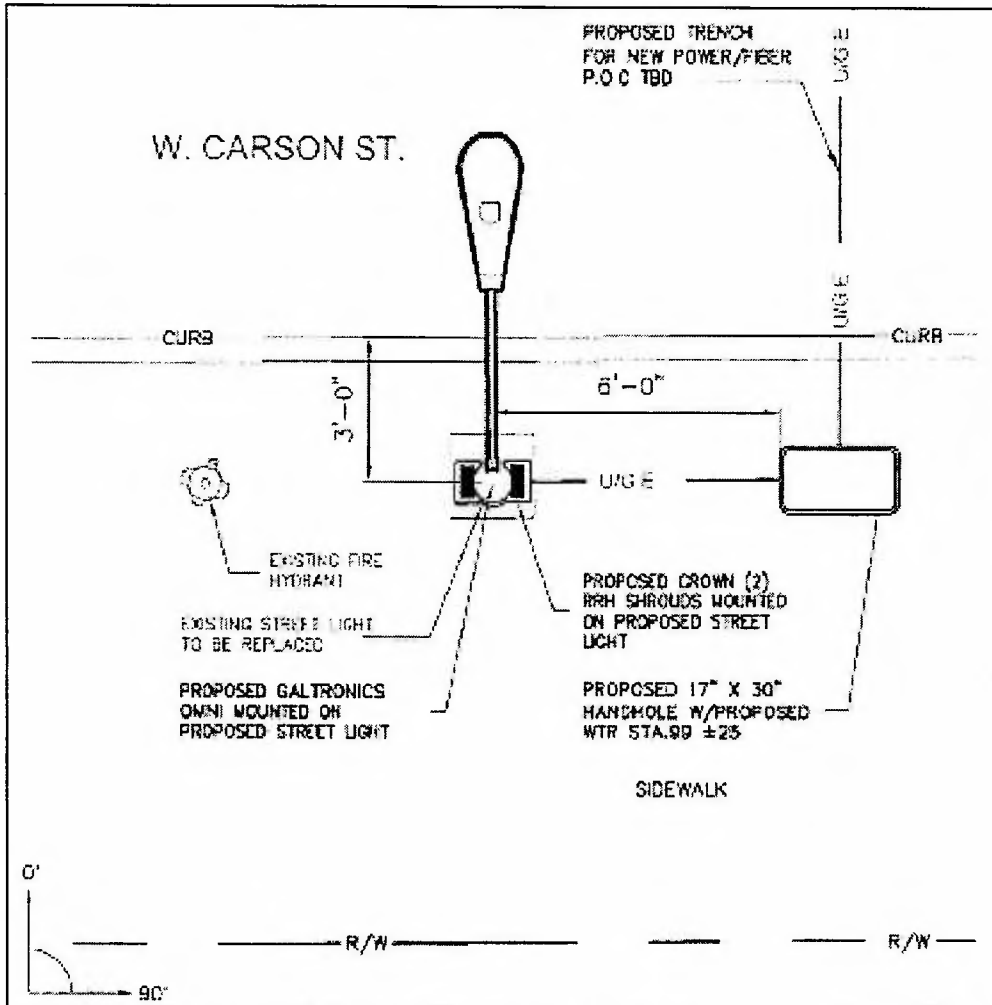 PROPOSED TRENCH
FOR NEW POWER/FIBER
P.O.C TBD
U/G E
W. CARSON ST.
U/G E
CURB
CURB
3'-0"
6'-0"
U/G E
EXISTING FIRE
HYDRANT
EXISTING STREET LIGHT
TO BE REPLACED
PROPOSED GALTRONICS
OMNI MOUNTED ON
PROPOSED STREET LIGHT
PROPOSED CROWN (2)
RRH SHROUDS MOUNTED
ON PROPOSED STREET
LIGHT
PROPOSED 17" X 30"
HANDHOLE W/PROPOSED
WTR STA.99 ±25
SIDEWALK
0°
90°
R/W
R/W